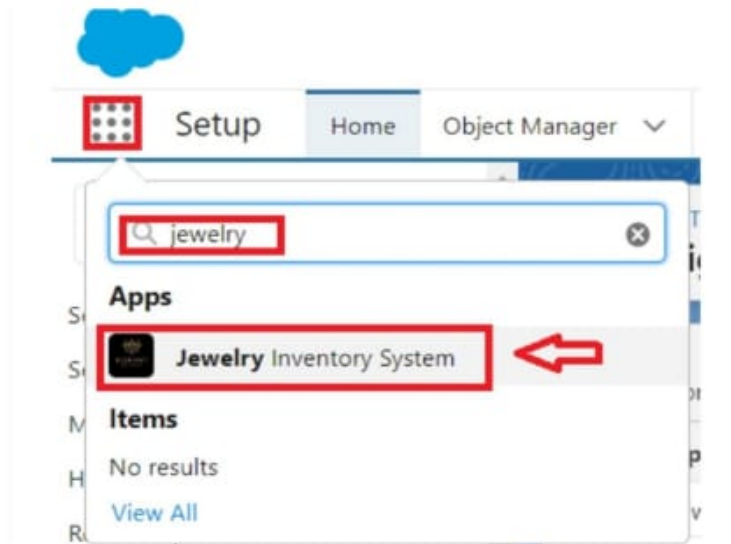 Setup Home Object Manager
jewelry
Apps
Jewelry Inventory System
Items
No results
View All